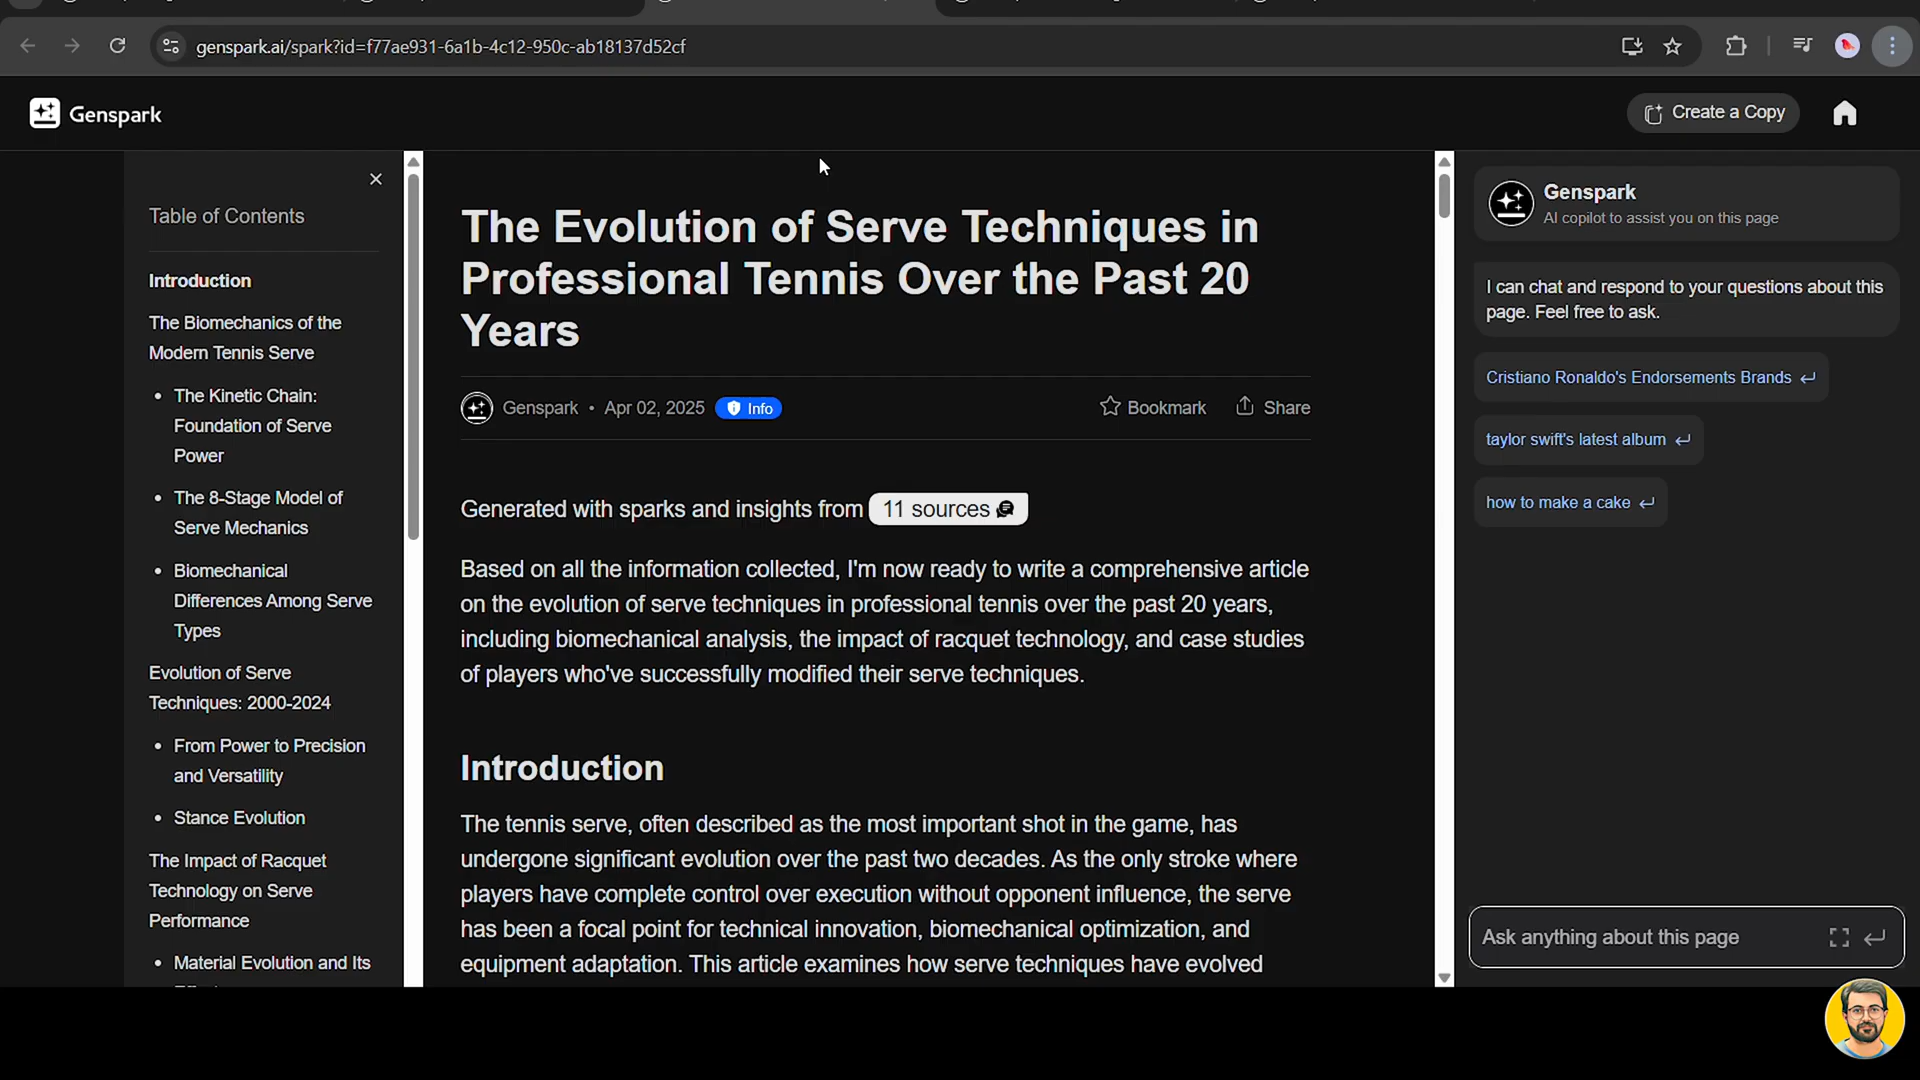 genspark.ai/spark?id=f77ae931-6a1b-4c12-950c-ab18137d52cf
Genspark
Create a Copy
Table of Contents
Introduction
The Biomechanics of the
Modern Tennis Serve
• The Kinetic Chain:
Foundation of Serve
Power
• The 8-Stage Model of
Serve Mechanics
• Biomechanical
Differences Among Serve
Types
Evolution of Serve
Techniques: 2000-2024
• From Power to Precision
and Versatility
• Stance Evolution
The Impact of Racquet
Technology on Serve
Performance
• Material Evolution and Its
The Evolution of Serve Techniques in
Professional Tennis Over the Past 20
Years
Genspark • Apr 02, 2025 Info
Bookmark Share
Generated with sparks and insights from 11 sources
Based on all the information collected, I'm now ready to write a comprehensive article
on the evolution of serve techniques in professional tennis over the past 20 years,
including biomechanical analysis, the impact of racquet technology, and case studies
of players who've successfully modified their serve techniques.
Introduction
The tennis serve, often described as the most important shot in the game, has
undergone significant evolution over the past two decades. As the only stroke where
players have complete control over execution without opponent influence, the serve
has been a focal point for technical innovation, biomechanical optimization, and
equipment adaptation. This article examines how serve techniques have evolved
Genspark
AI copilot to assist you on this page
I can chat and respond to your questions about this
page. Feel free to ask.
Cristiano Ronaldo's Endorsements Brands
taylor swift's latest album
how to make a cake
Ask anything about this page